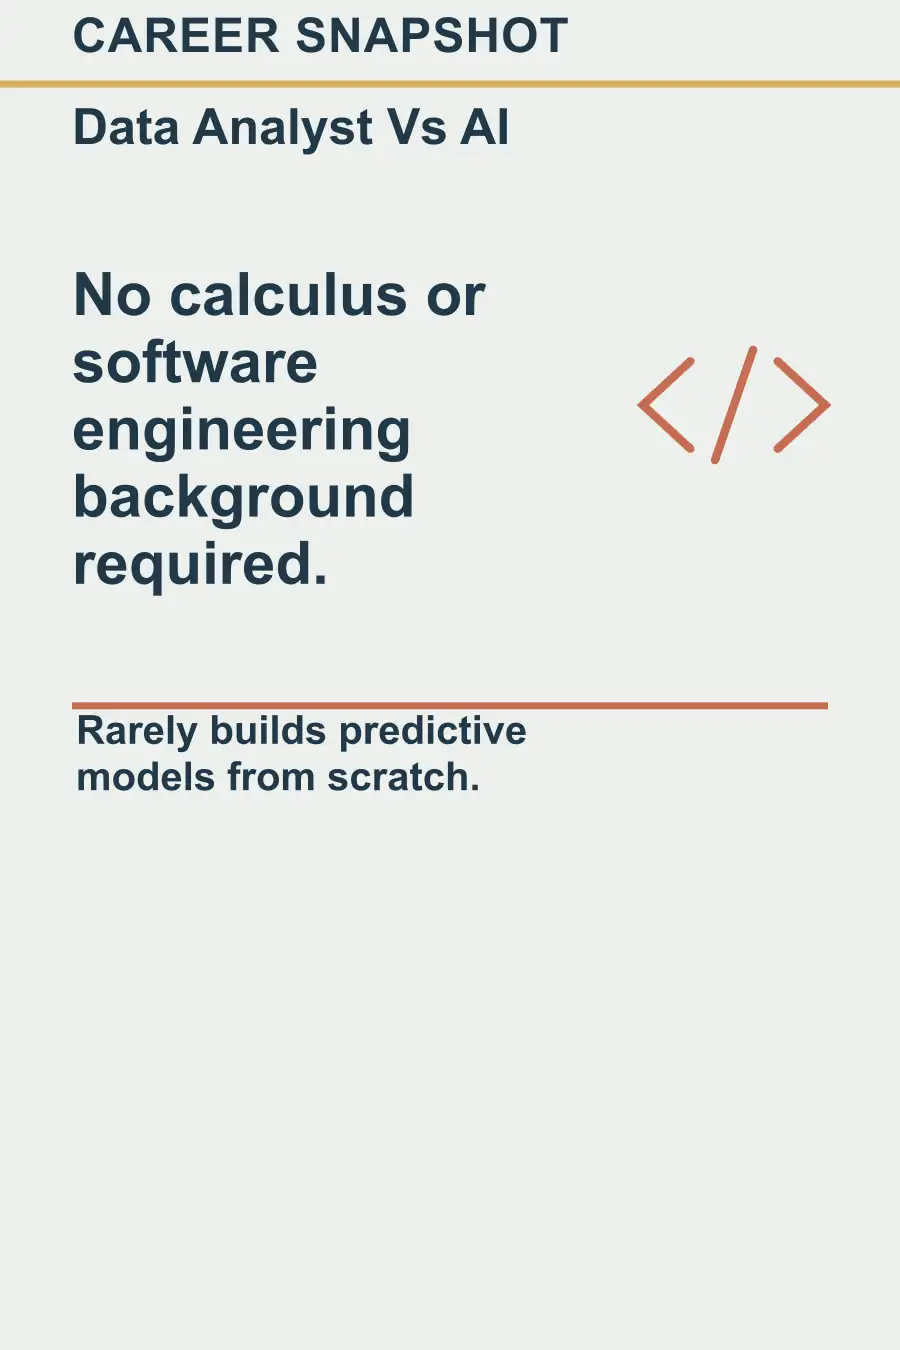 CAREER SNAPSHOT
Data Analyst Vs AI
No calculus or
software
engineering
background
required.
Rarely builds predictive
models from scratch.